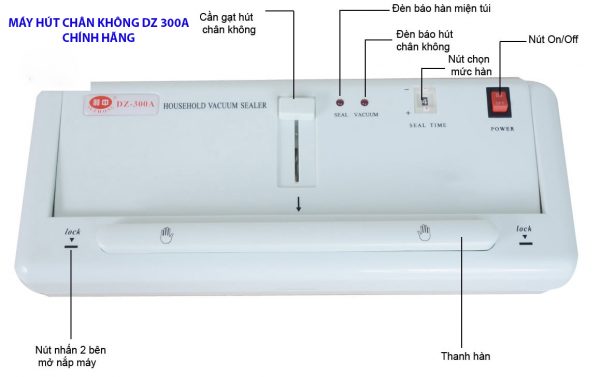 MÁY HÚT CHÂN KHÔNG DZ 300A
CHÍNH HÃNG
Cần gạt hút
chân không
Đèn báo hàn miện túi
Đèn báo hút
chân không
Nút chọn
mức hàn
Nút On/Off
DZ-300A
HOUSEHOLD VACUUM SEALER
SEAL VACUUM
-
4
+
SEAL TIME
POWER
lock
lock
Nút nhấn 2 bên
mở nắp máy
Thanh hàn